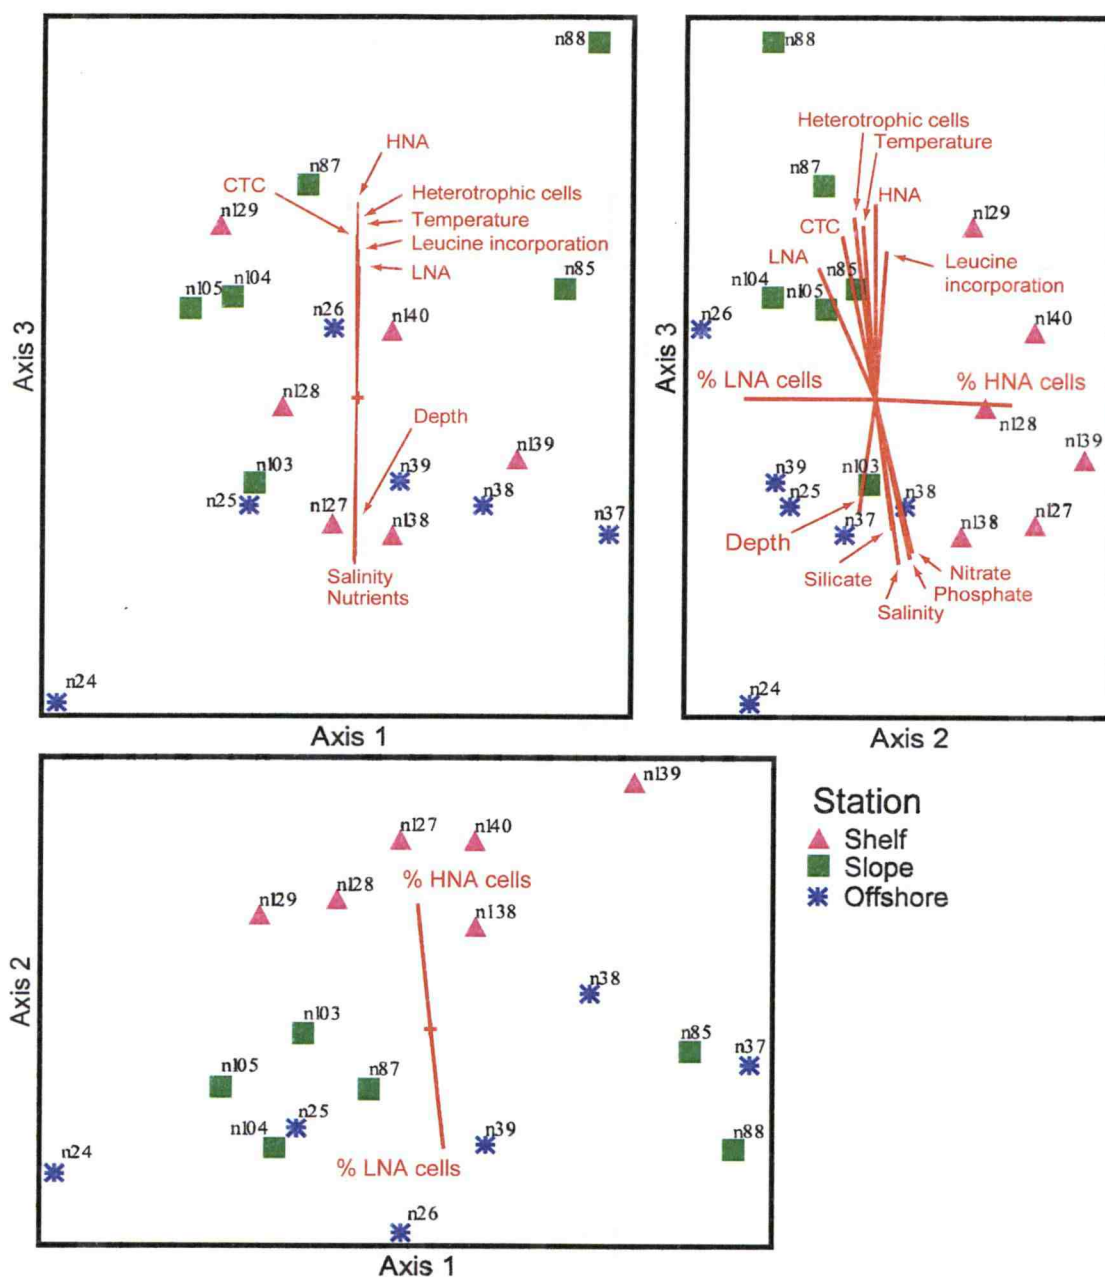 n88
HNA
n87
CTC
Heterotrophic cells
n129
Temperature
Leucine incorporation
LNA
n85
n105
n104
n26
n140
n128
Depth
n139
n103
n39
n25
n127
n138
n38
n37
Salinity
Nutrients
n24
Axis 3
Axis 1
n88
Heterotrophic cells
Temperature
n87
HNA
n129
CTC
LNA
n85
Leucine
incorporation
n104
n105
n26
n140
% LNA cells
% HNA cells
n128
n139
n39
n103
n25
n38
n37
n138
n127
Depth
Silicate
Nitrate
Phosphate
Salinity
n24
Axis 3
Axis 2
n139
n127
n140
% HNA cells
n128
n129
n138
n38
n103
n85
n37
n105
n87
n25
n104
n39
n88
n24
% LNA cells
n26
Axis 2
Axis 1
Station
Shelf
Slope
Offshore